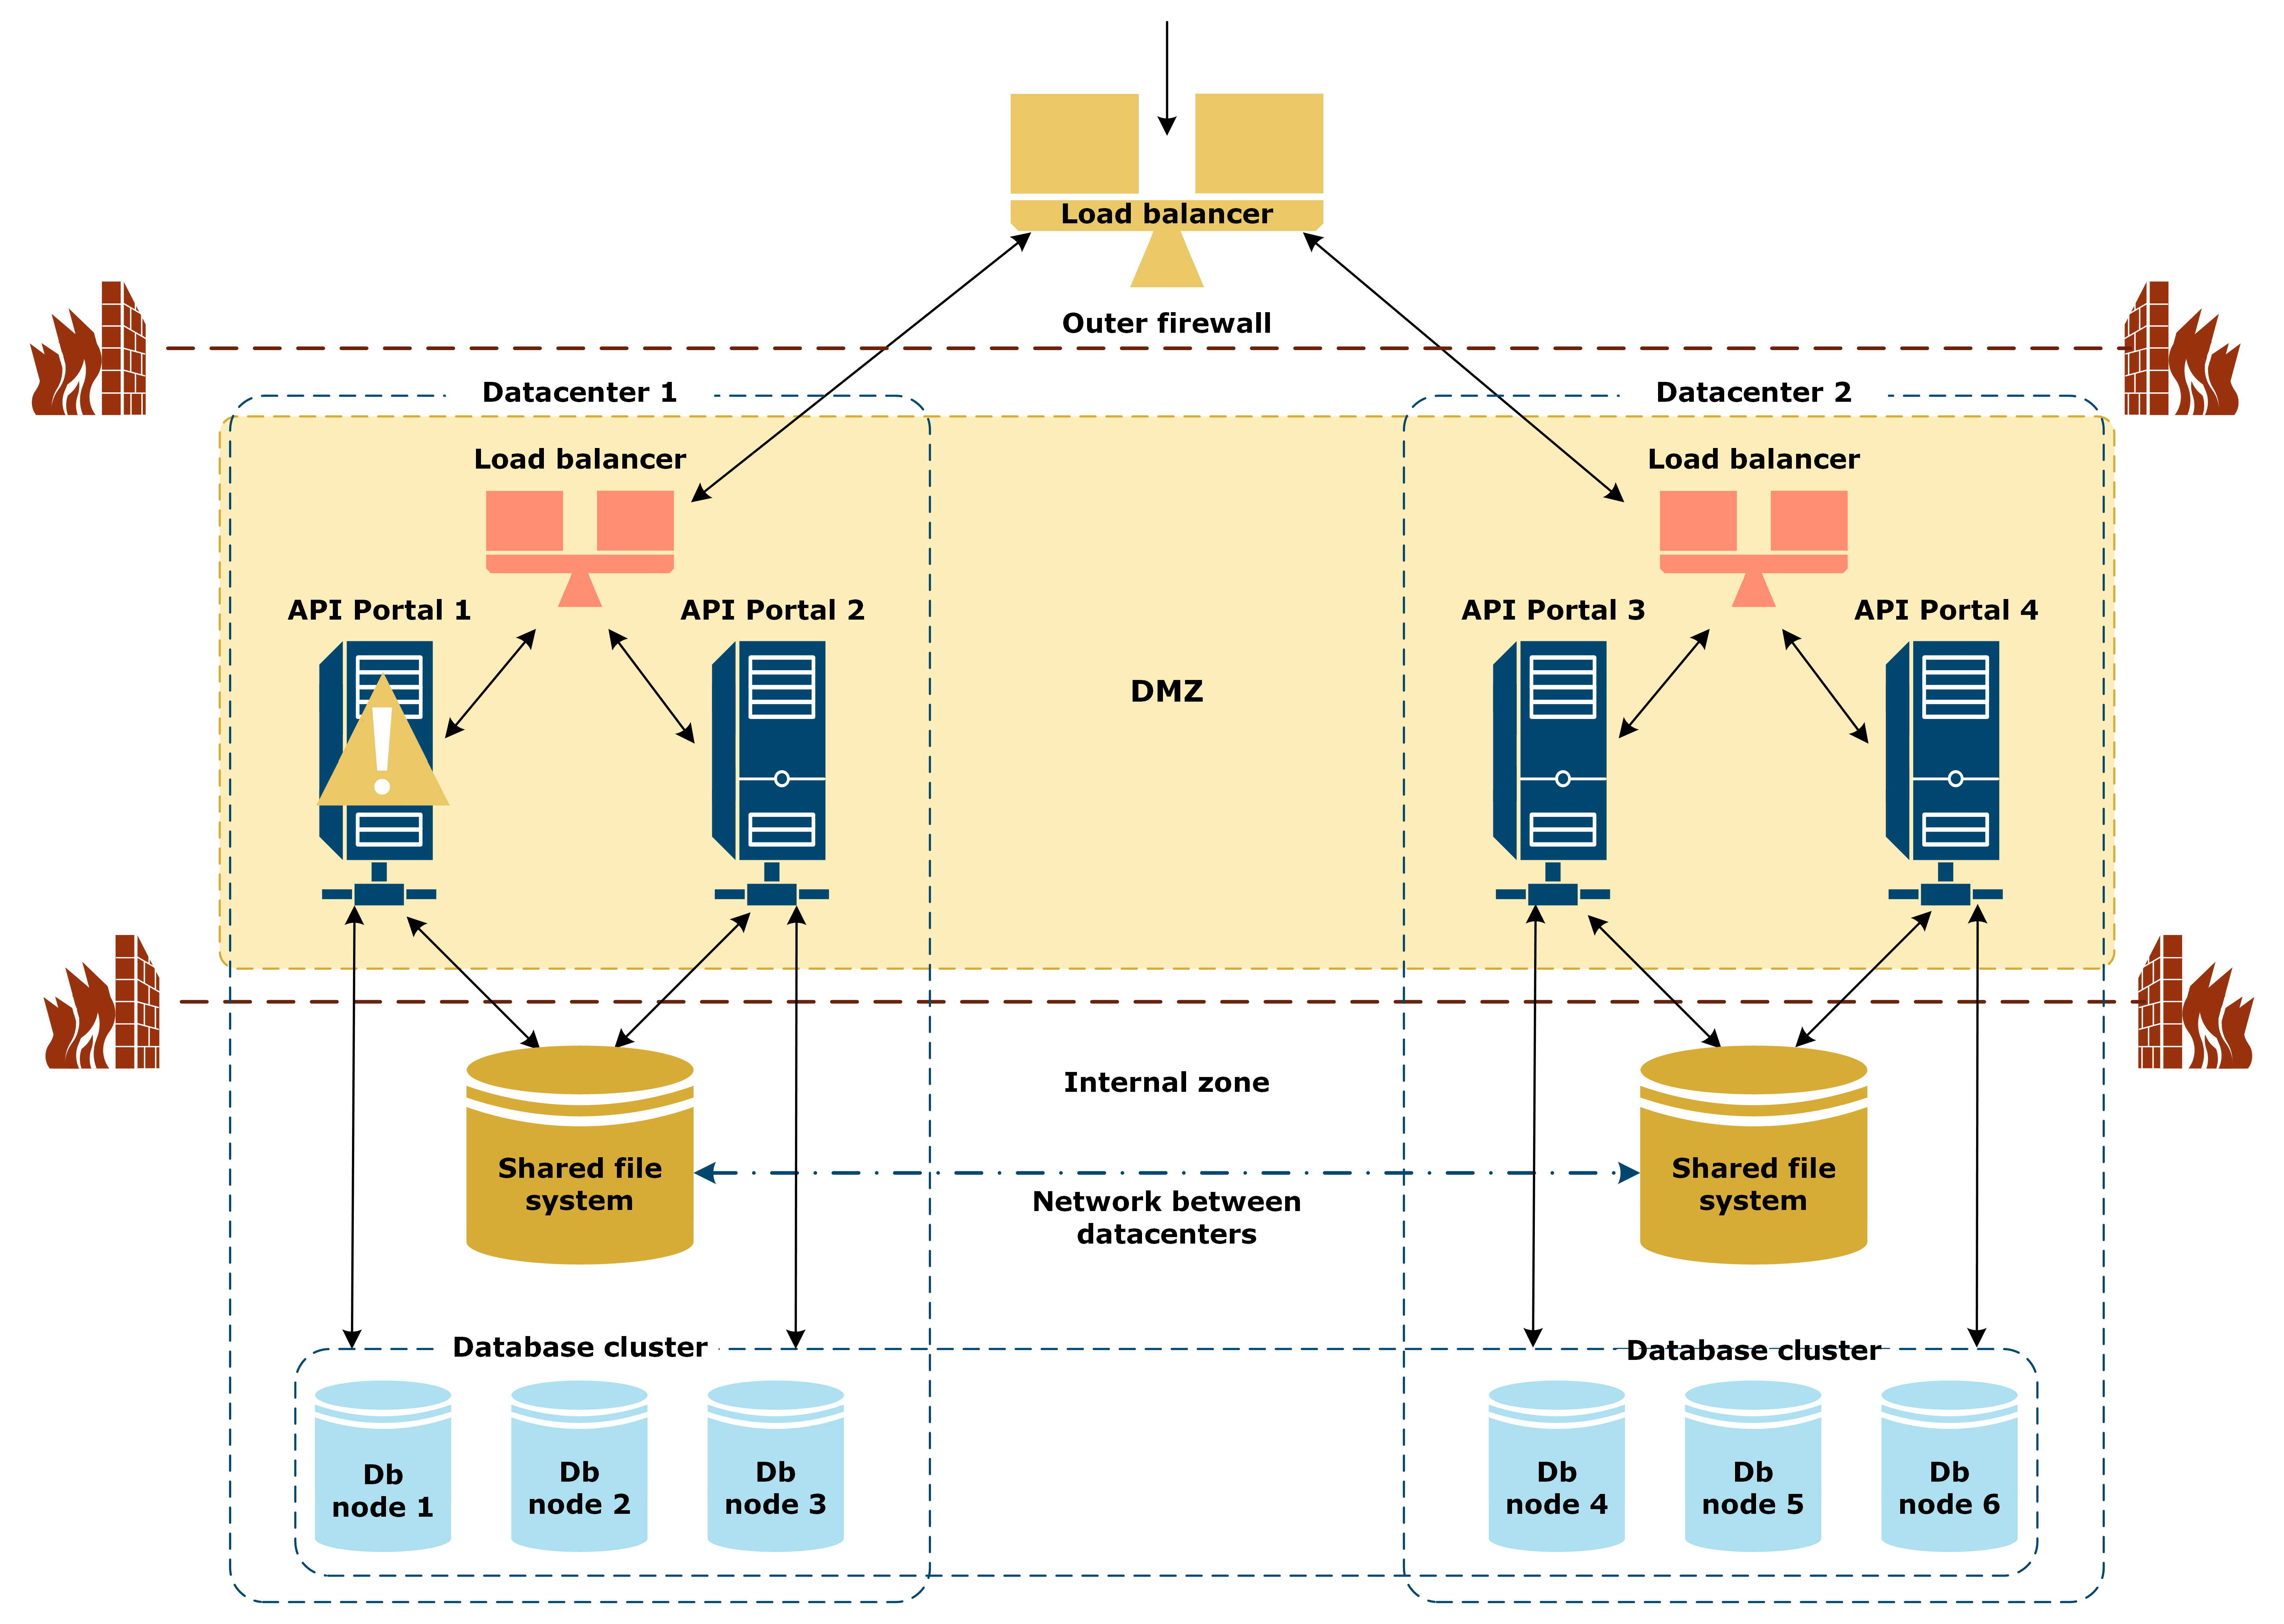 Load balancer
Outer firewall
Datacenter 1
Datacenter 2
Load balancer
Load balancer
API Portal 1
API Portal 2
API Portal 3
API Portal 4
DMZ
Internal zone
Shared file
system
Shared file
system
Network between
datacenters
Database cluster
Database cluster
Db
node 1
Db
node 2
Db
node 3
Db
node 4
Db
node 5
Db
node 6